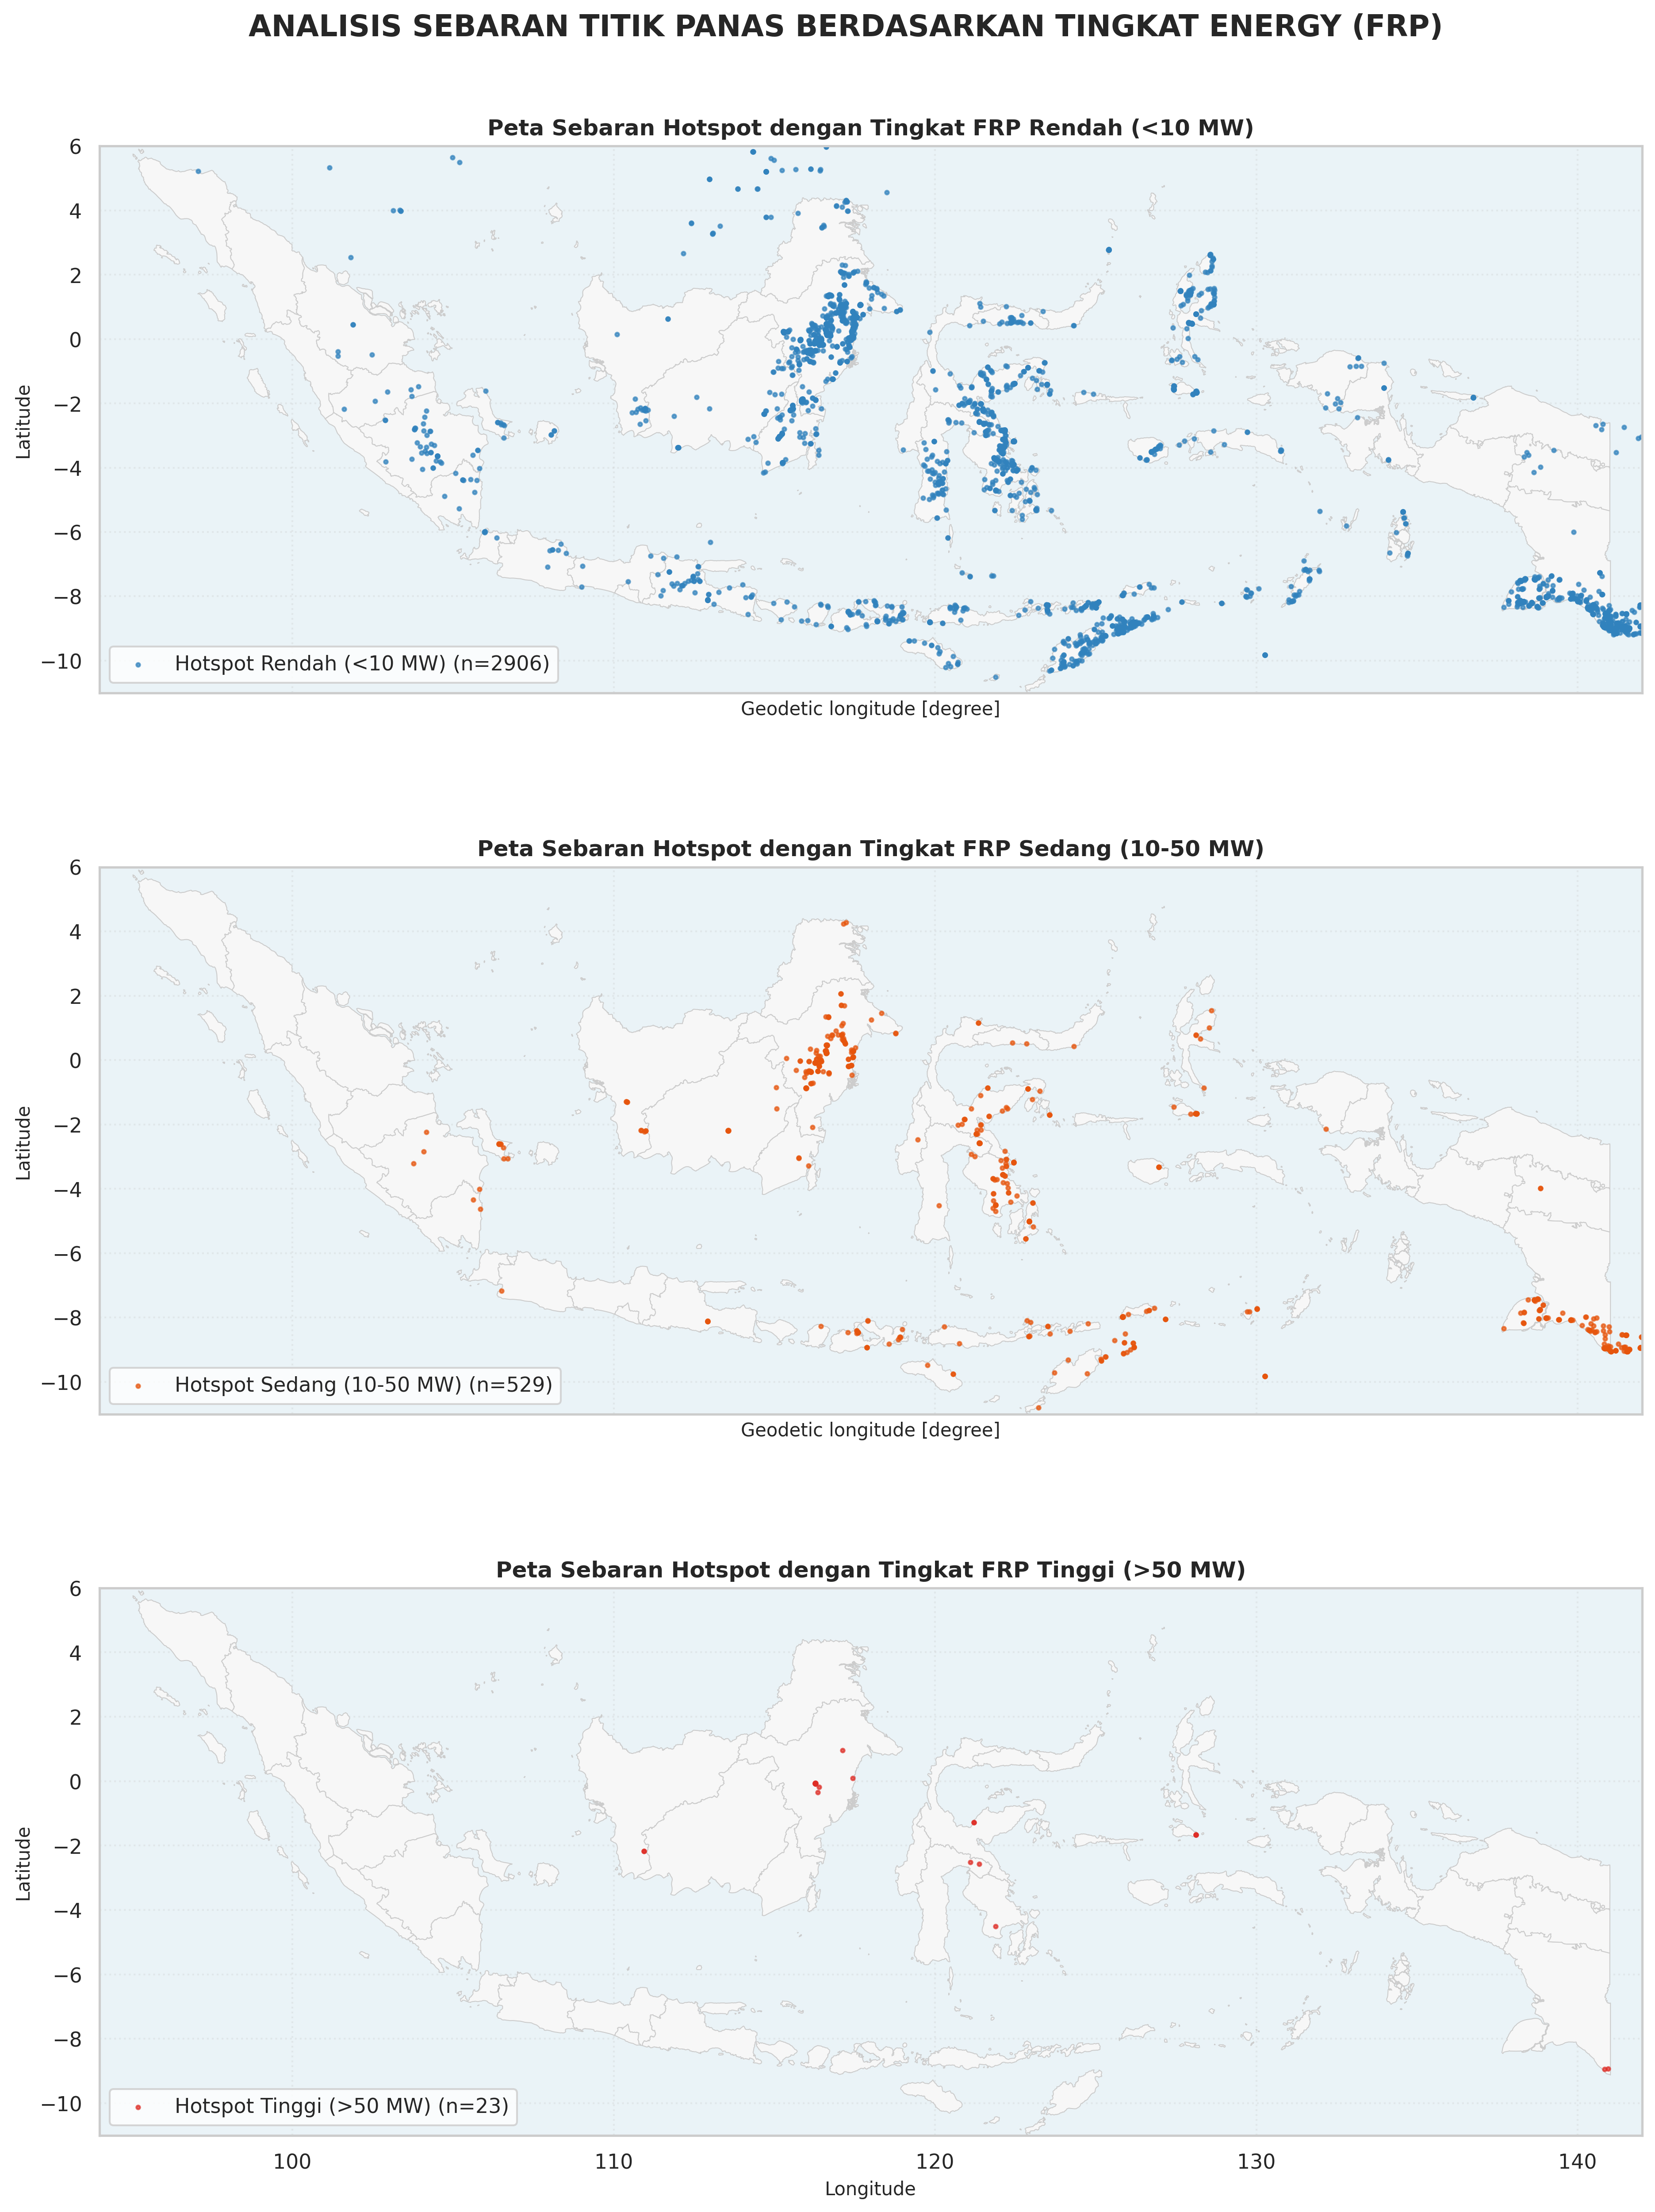 ANALISIS SEBARAN TITIK PANAS BERDASARKAN TINGKAT ENERGY (FRP)
Peta Sebaran Hotspot dengan Tingkat FRP Rendah (<10 MW)
6
4
2
0
−2
−4
−6
−8
−10
Latitude
Hotspot Rendah (<10 MW) (n=2906)
Geodetic longitude [degree]
Peta Sebaran Hotspot dengan Tingkat FRP Sedang (10-50 MW)
6
4
2
0
−2
−4
−6
−8
−10
Latitude
Hotspot Sedang (10-50 MW) (n=529)
Geodetic longitude [degree]
Peta Sebaran Hotspot dengan Tingkat FRP Tinggi (>50 MW)
6
4
2
0
−2
−4
−6
−8
−10
Latitude
Hotspot Tinggi (>50 MW) (n=23)
100 110 120 130 140
Longitude